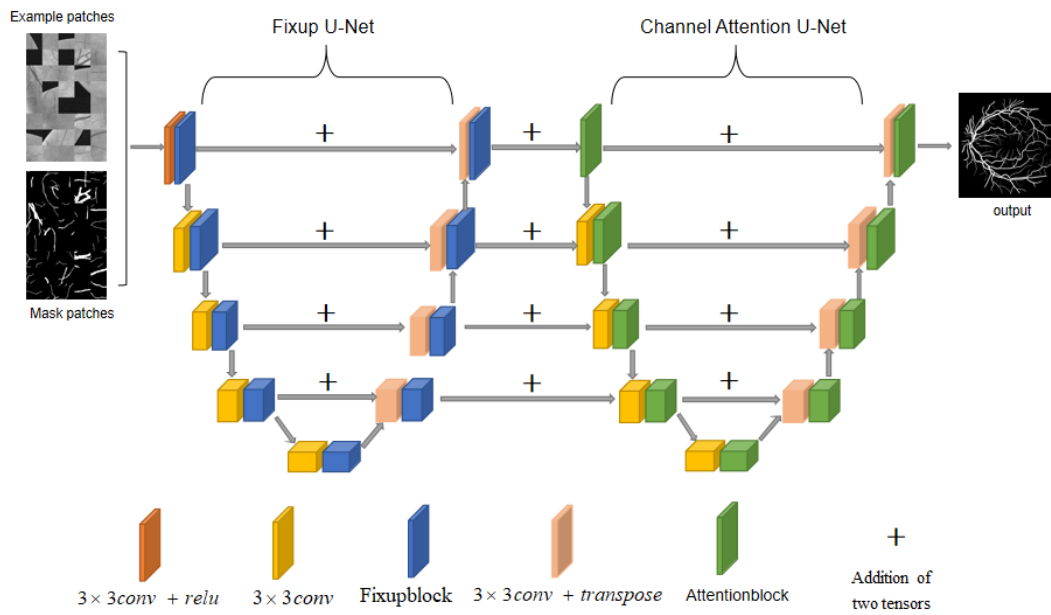 Example patches
Fixup U-Net
Channel Attention U-Net
+
+
+
+
+
+
+
+
+
+
+
+
Mask patches
output
3 × 3conv + relu
3 × 3conv
Fixupblock
3 × 3conv + transpose
Attentionblock
+
Addition of
two tensors